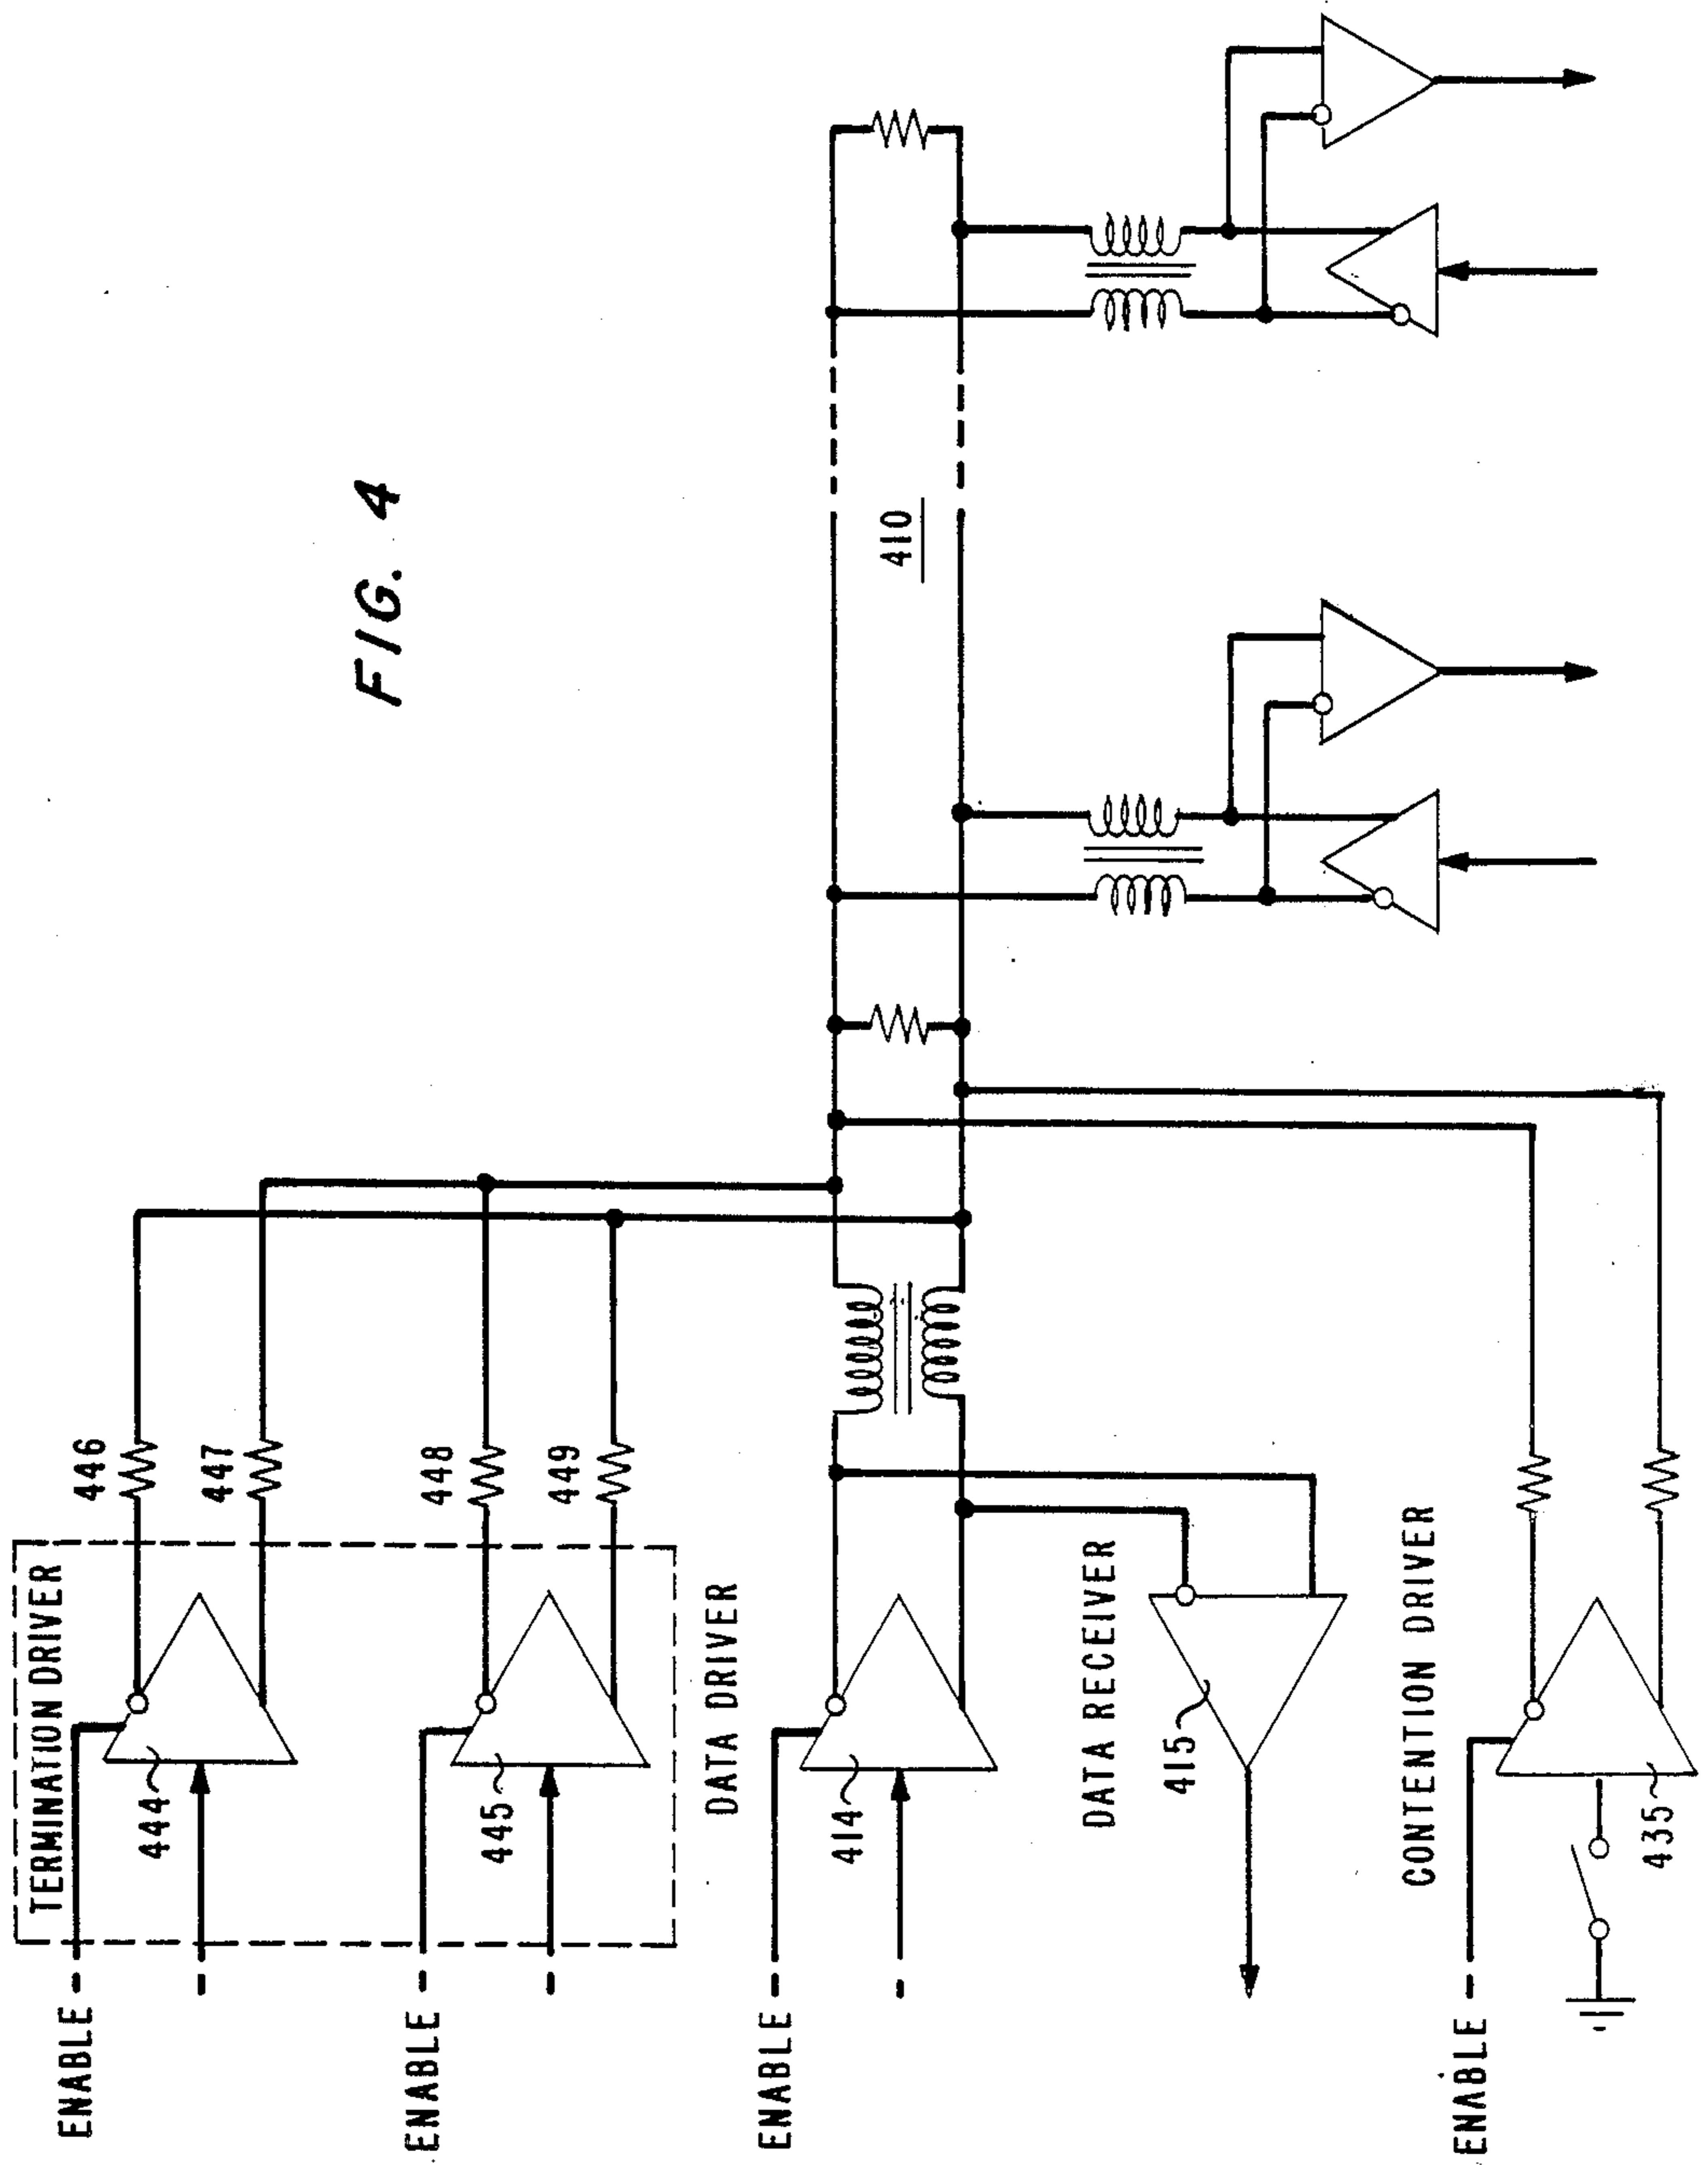 FIG. 4
TERMINATION DRIVER
ENABLE
444
446
447
ENABLE
445
448
449
DATA DRIVER
ENABLE
414
410
DATA RECEIVER
415
CONTENTION DRIVER
ENABLE
435